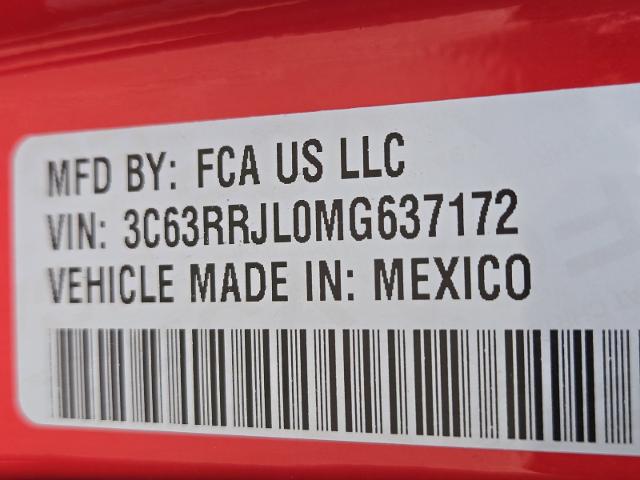 MFD BY: FCA US LLC
VIN: 3C63RRJL0MG637172
VEHICLE MADE IN: MEXICO